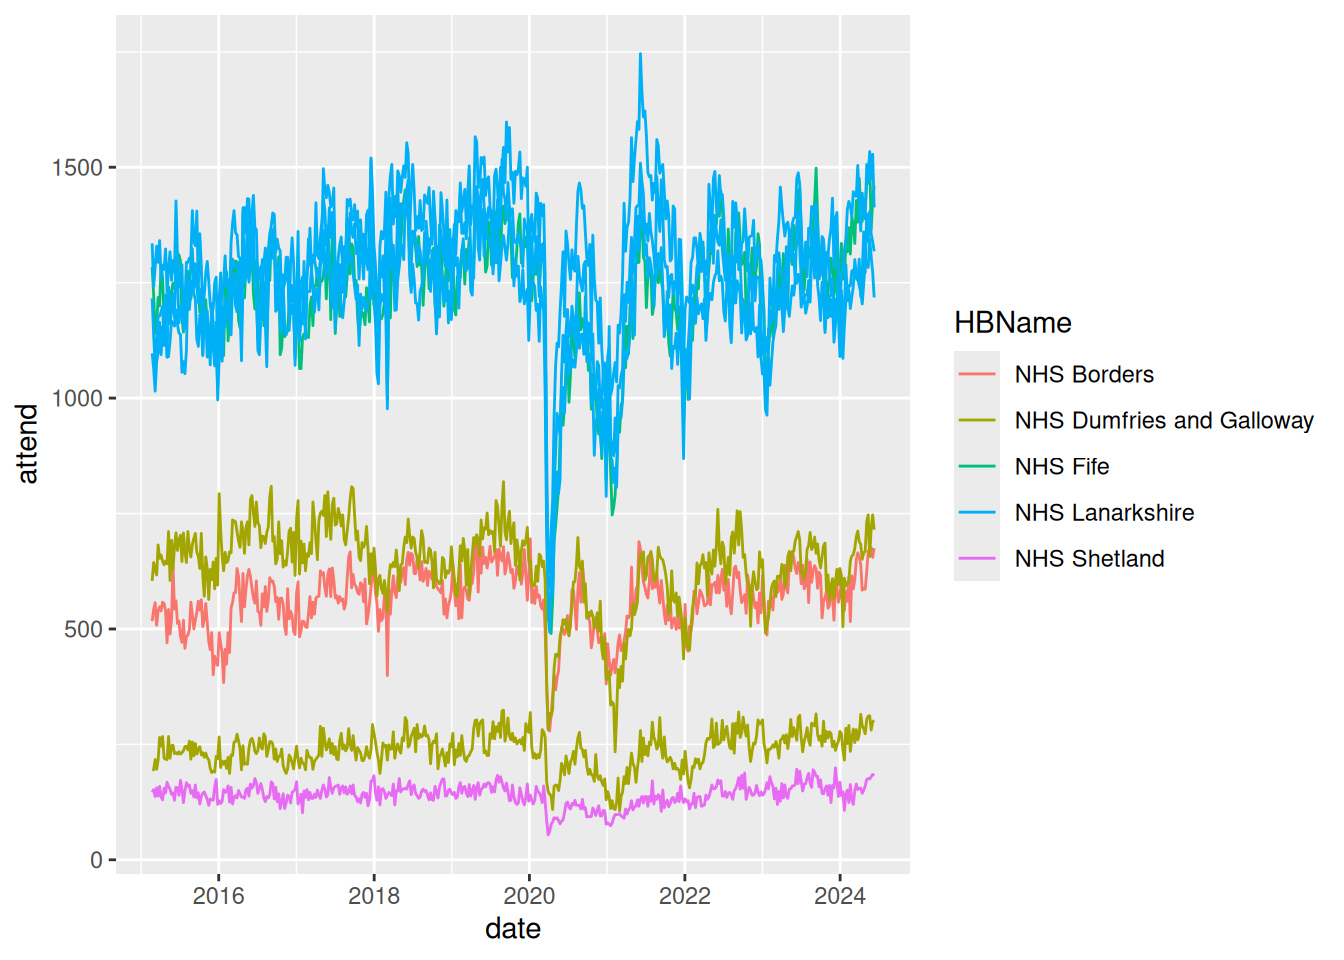 1500
1000
500
0
attend
2016 2018 2020 2022 2024
date
HBName
NHS Borders
NHS Dumfries and Galloway
NHS Fife
NHS Lanarkshire
NHS Shetland